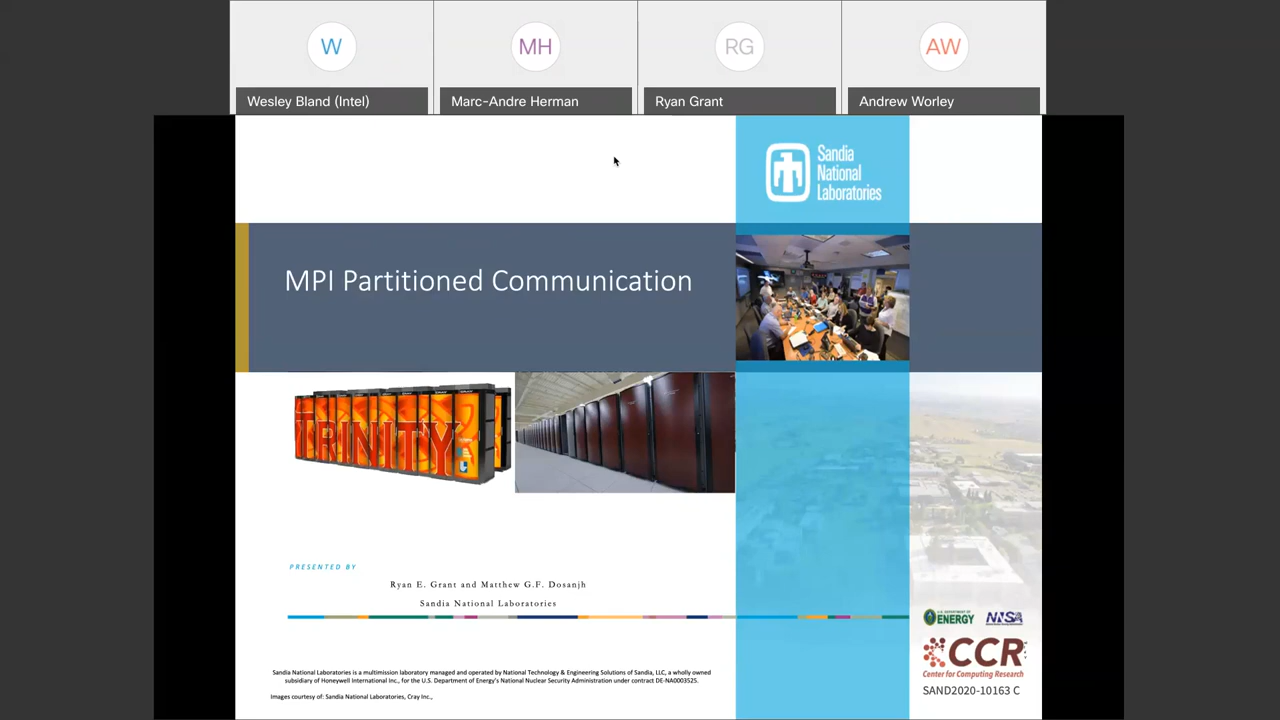 W
MH
RG
AW
Wesley Bland (Intel)
Marc-Andre Herman
Ryan Grant
Andrew Worley
Sandia
National
Laboratories
MPI Partitioned Communication
TRINITY
PRESENTED BY
Ryan E. Grant and Matthew G.F. Dosanjh
Sandia National Laboratories
U.S. DEPARTMENT OF
ENERGY
NNSA
CCR
Center for Computing Research
SAND2020-10163 C
Sandia National Laboratories is a multimission laboratory managed and operated by National Technology & Engineering Solutions of Sandia, LLC, a wholly owned
subsidiary of Honeywell International Inc., for the U.S. Department of Energy's National Nuclear Security Administration under contract DE-NA0003525.
Images courtesy of: Sandia National Laboratories, Cray Inc.,